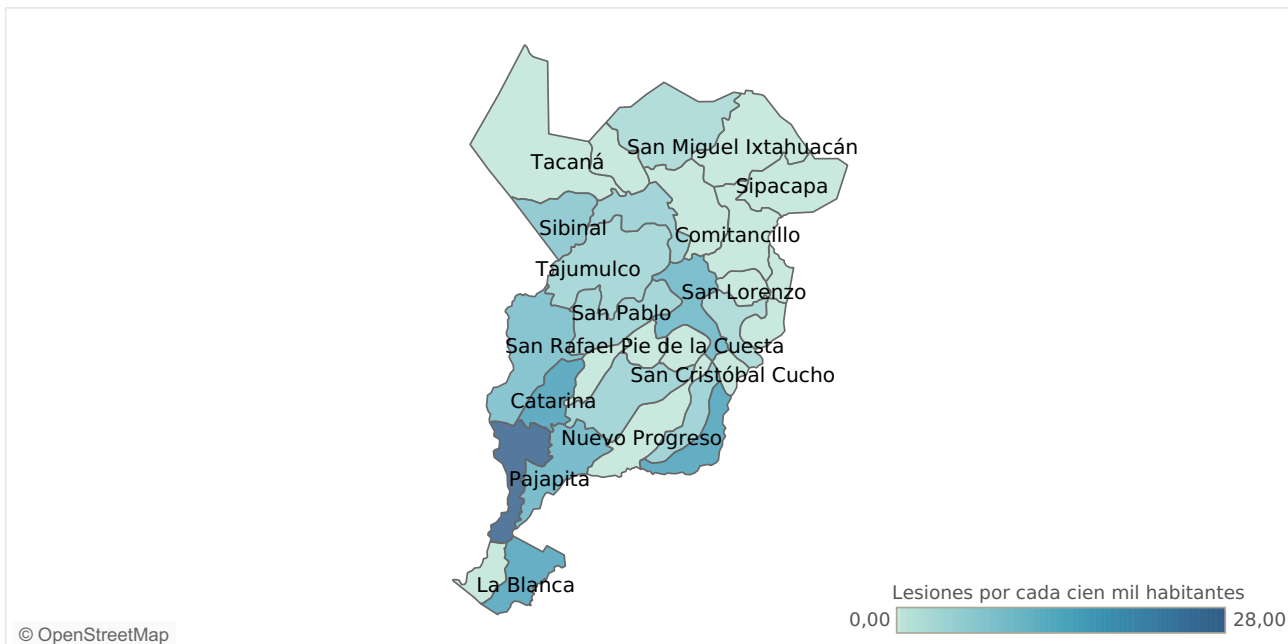 San Miguel Ixtahuacán
Tacaná
Sipacapa
Sibinal
Comitancillo
Tajumulco
San Lorenzo
San Pablo
San Rafael Pie de la Cuesta
San Cristóbal Cucho
Catarina
Nuevo Progreso
Pajapita
La Blanca
Lesiones por cada cien mil habitantes
0,00 28,00
© OpenStreetMap